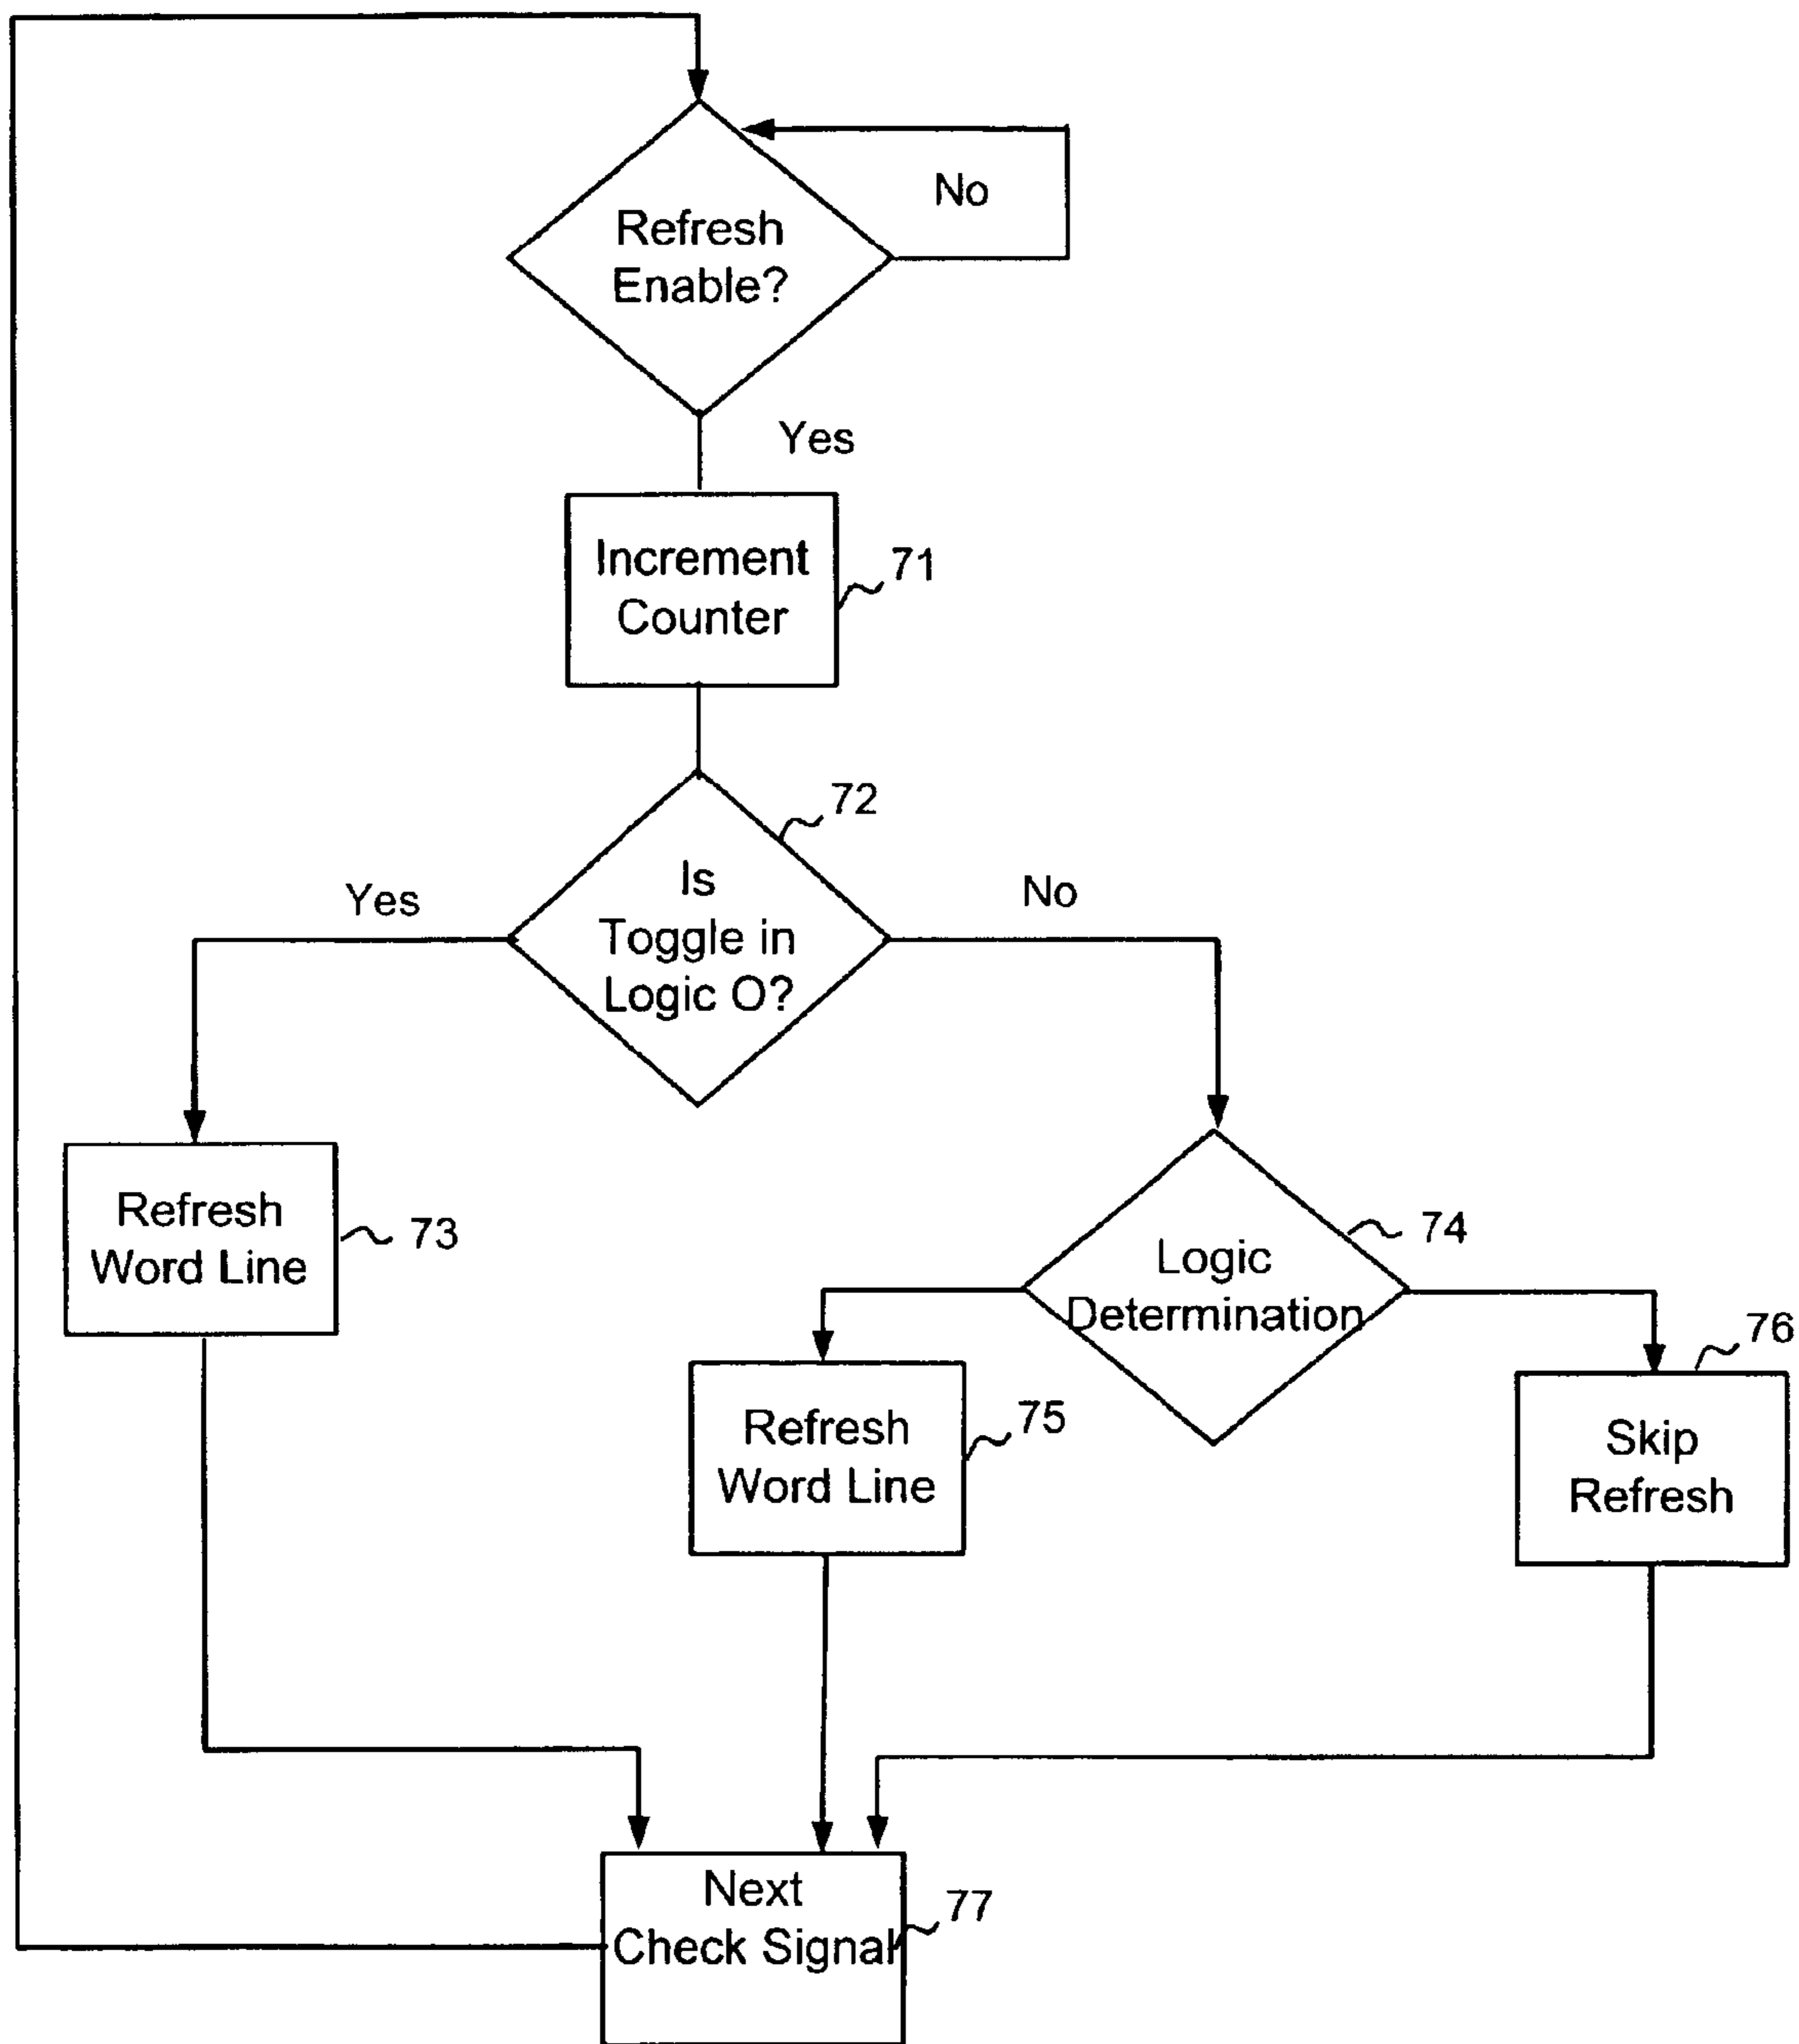 No
Refresh
Enable?
Yes
Increment
Counter
71
72
Is
Toggle in
Logic O?
Yes
No
Refresh
Word Line
73
Logic
Determination
74
Refresh
Word Line
75
76
Skip
Refresh
Next
Check Signal
77